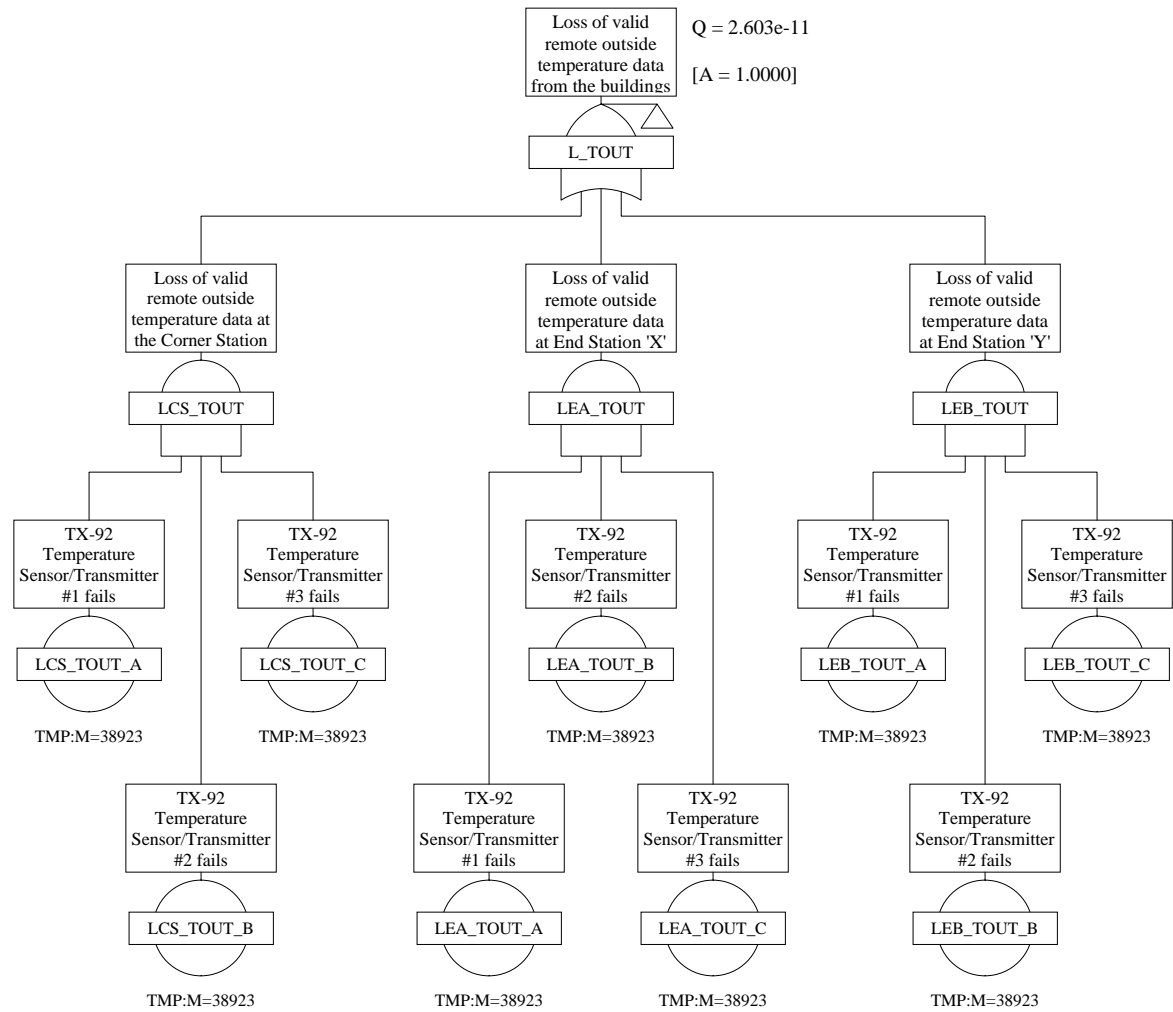 Loss of valid
remote outside
temperature data
from the buildings
Q = 2.603e-11
[A = 1.0000]
L_TOUT
Loss of valid
remote outside
temperature data at
the Corner Station
Loss of valid
remote outside
temperature data
at End Station 'X'
Loss of valid
remote outside
temperature data
at End Station 'Y'
LCS_TOUT
LEA_TOUT
LEB_TOUT
TX-92
Temperature
Sensor/Transmitter
#1 fails
TX-92
Temperature
Sensor/Transmitter
#3 fails
TX-92
Temperature
Sensor/Transmitter
#2 fails
TX-92
Temperature
Sensor/Transmitter
#1 fails
TX-92
Temperature
Sensor/Transmitter
#3 fails
LCS_TOUT_A
LCS_TOUT_C
LEA_TOUT_B
LEB_TOUT_A
LEB_TOUT_C
TMP:M=38923
TMP:M=38923
TMP:M=38923
TMP:M=38923
TMP:M=38923
TX-92
Temperature
Sensor/Transmitter
#2 fails
TX-92
Temperature
Sensor/Transmitter
#1 fails
TX-92
Temperature
Sensor/Transmitter
#3 fails
TX-92
Temperature
Sensor/Transmitter
#2 fails
LCS_TOUT_B
LEA_TOUT_A
LEA_TOUT_C
LEB_TOUT_B
TMP:M=38923
TMP:M=38923
TMP:M=38923
TMP:M=38923